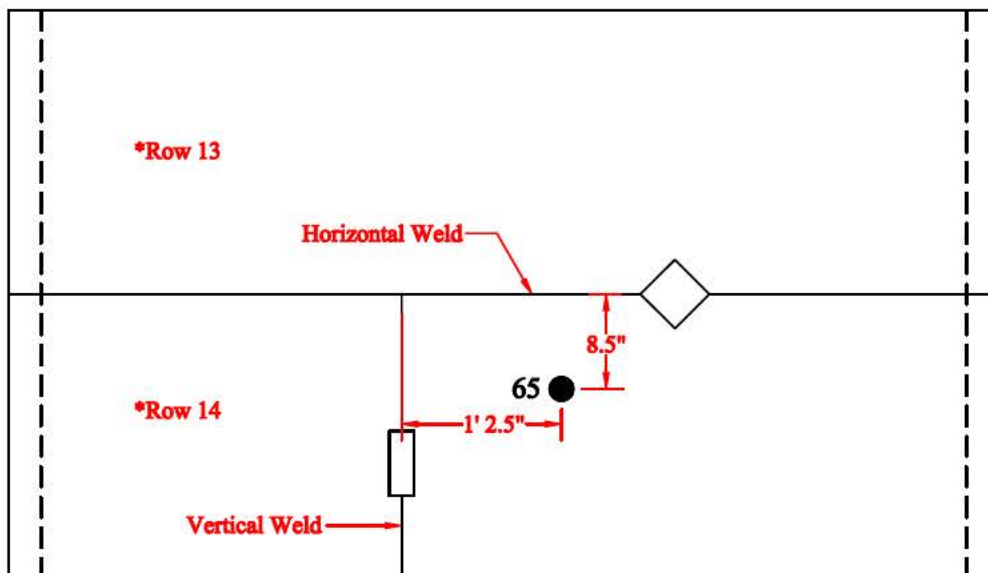 *Row 13
Horizontal Weld
8.5"
65
*Row 14
1' 2.5"
Vertical Weld